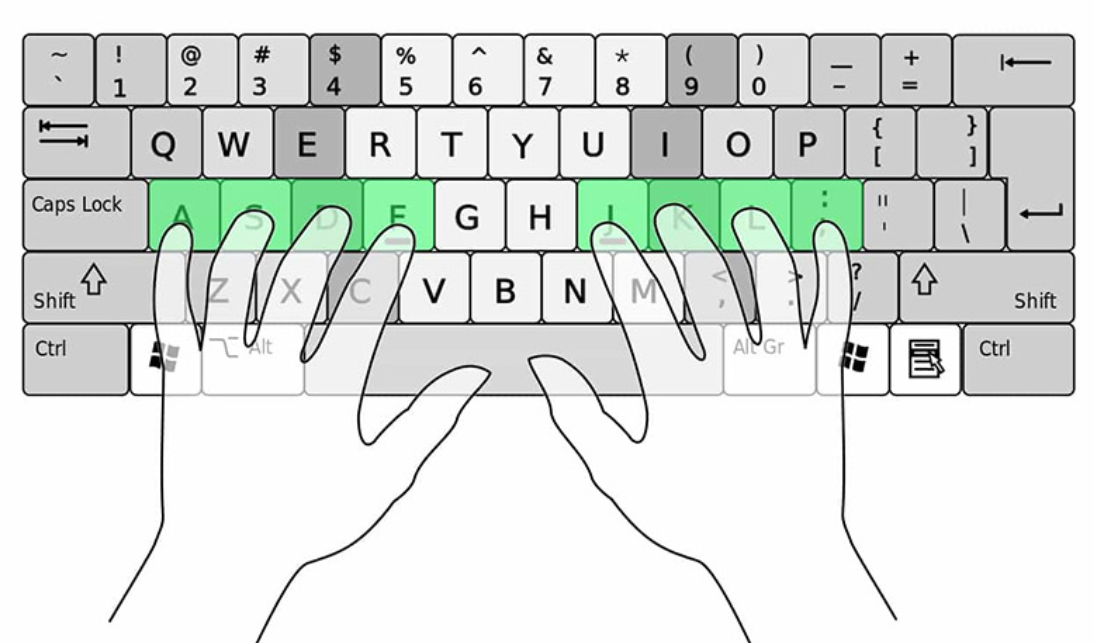 ~ ! @ # $ % ^ & * ( ) _ +
` 1 2 3 4 5 6 7 8 9 0 - =
Q W E R T Y U I O P { }
[ ]
Caps Lock A S D F G H J K L : " |
; ' \
Shift Z X C V B N M < > ? Shift
, . /
Ctrl Alt Alt Gr Ctrl